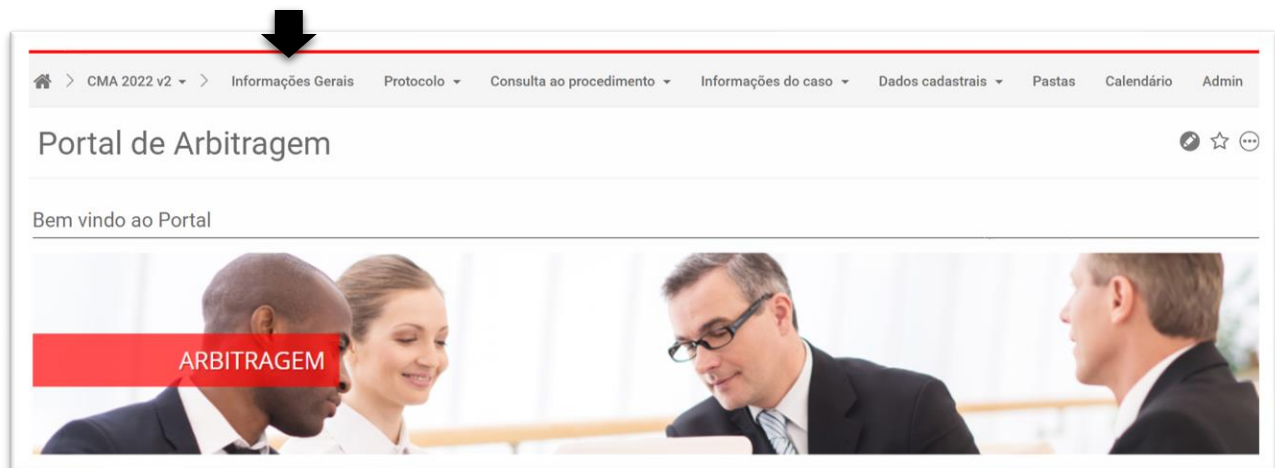 CMA 2022 v2 Informações Gerais Protocolo Consulta ao procedimento Informações do caso Dados cadastrais Pastas Calendário Admin
Portal de Arbitragem
Bem vindo ao Portal
ARBITRAGEM